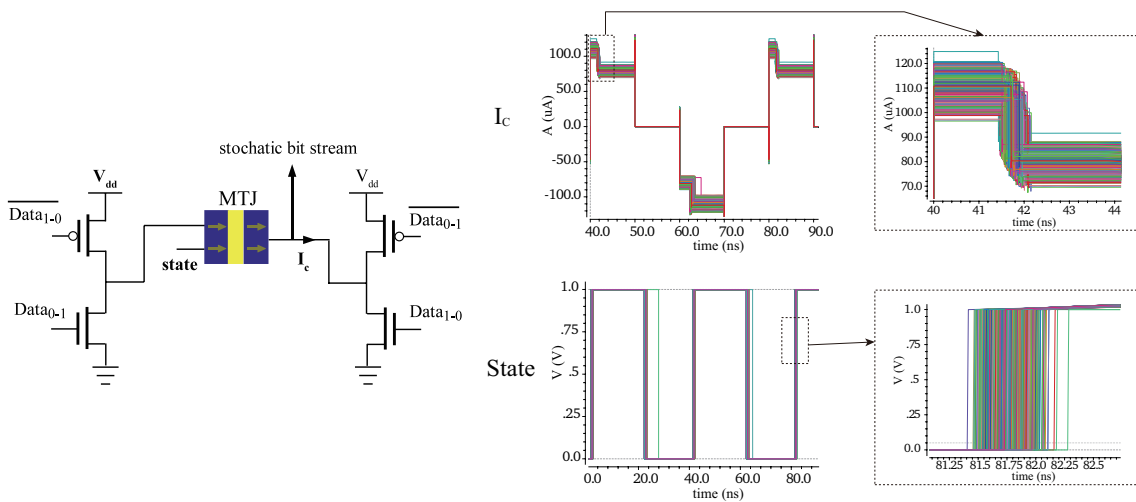 stochatic bit stream
V_dd
V_dd
MTJ
Data_1-0
Data_0-1
state
I_c
Data_0-1
Data_1-0
I_C
A (uA)
100.0
50.0
0.0
-50.0
-100.0
40.0 50.0 60.0 70.0 80.0 90.0
time (ns)
A (uA)
120.0
110.0
100.0
90.0
80.0
70.0
40 41 42 43 44
time (ns)
State
V (V)
1.0
.75
.5
.25
0.0
0.0 20.0 40.0 60.0 80.0
time (ns)
V (V)
1.0
.75
.5
.25
0.0
81.25 81.5 81.75 82.0 82.25 82.5
time (ns)